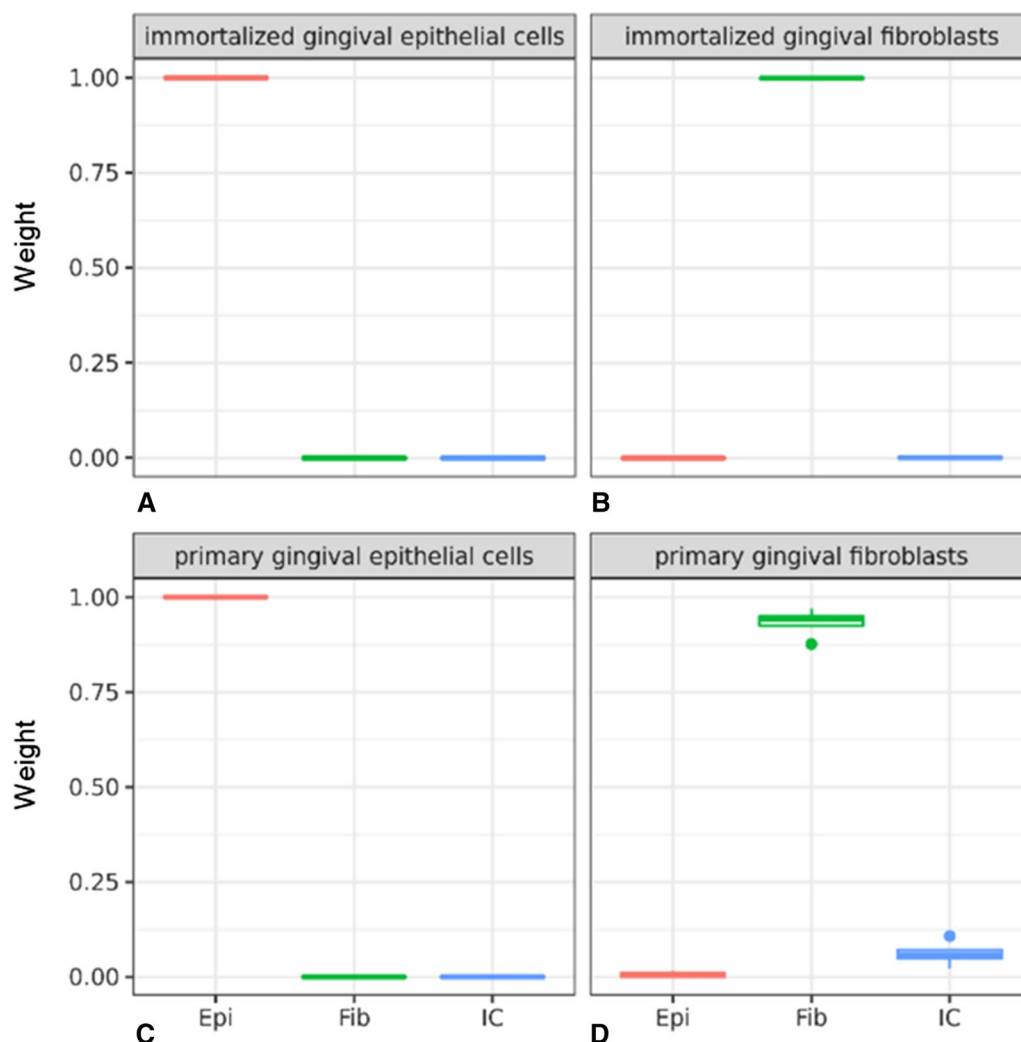 immortalized gingival epithelial cells
immortalized gingival fibroblasts
Weight
1.00
0.75
0.50
0.25
0.00
A
B
primary gingival epithelial cells
primary gingival fibroblasts
Weight
1.00
0.75
0.50
0.25
0.00
Epi Fib IC
Epi Fib IC
C
D